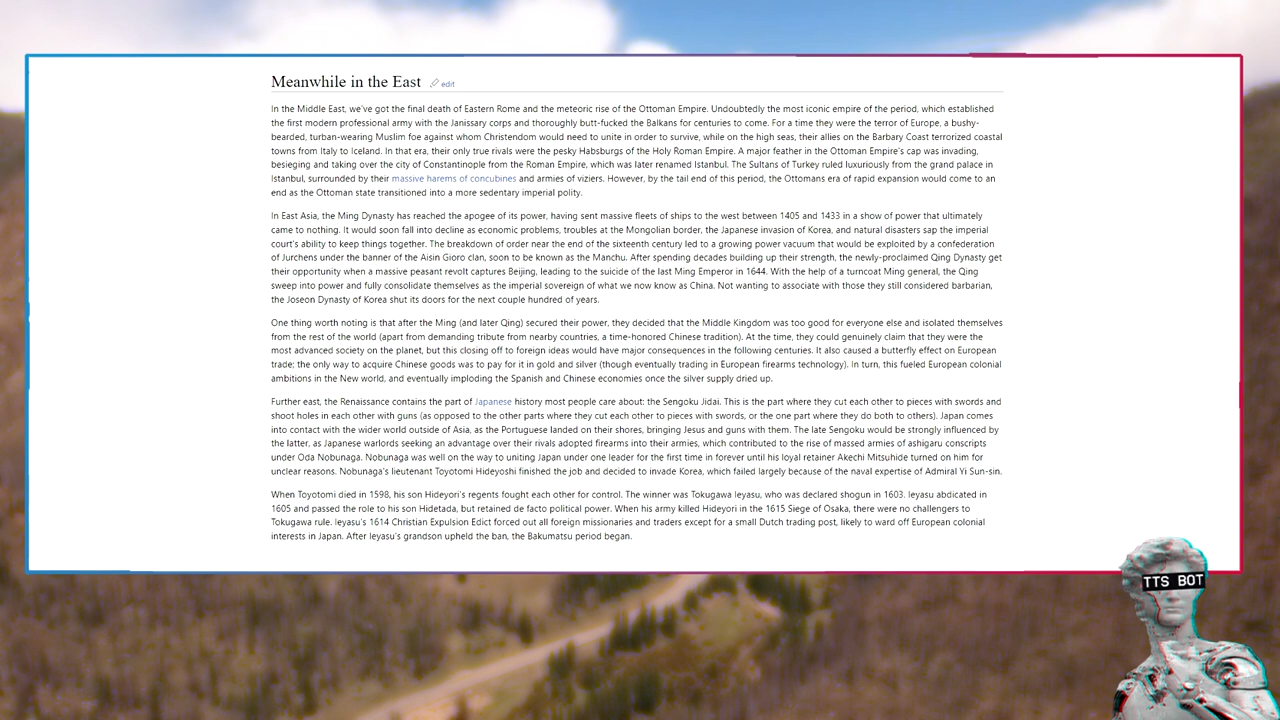 Meanwhile in the East edit
In the Middle East, we've got the final death of Eastern Rome and the meteoric rise of the Ottoman Empire. Undoubtedly the most iconic empire of the period, which established
the first modern professional army with the Janissary corps and thoroughly butt-fucked the Balkans for centuries to come. For a time they were the terror of Europe, a bushy-
bearded, turban-wearing Muslim foe against whom Christendom would need to unite in order to survive, while on the high seas, their allies on the Barbary Coast terrorized coastal
towns from Italy to Iceland. In that era, their only true rivals were the pesky Habsburgs of the Holy Roman Empire. A major feather in the Ottoman Empire's cap was invading,
besieging and taking over the city of Constantinople from the Roman Empire, which was later renamed Istanbul. The Sultans of Turkey ruled luxuriously from the grand palace in
Istanbul, surrounded by their massive harems of concubines and armies of viziers. However, by the tail end of this period, the Ottomans era of rapid expansion would come to an
end as the Ottoman state transitioned into a more sedentary imperial polity.
In East Asia, the Ming Dynasty has reached the apogee of its power, having sent massive fleets of ships to the west between 1405 and 1433 in a show of power that ultimately
came to nothing. It would soon fall into decline as economic problems, troubles at the Mongolian border, the Japanese invasion of Korea, and natural disasters sap the imperial
court's ability to keep things together. The breakdown of order near the end of the sixteenth century led to a growing power vacuum that would be exploited by a confederation
of Jurchens under the banner of the Aisin Gioro clan, soon to be known as the Manchu. After spending decades building up their strength, the newly-proclaimed Qing Dynasty get
their opportunity when a massive peasant revolt captures Beijing, leading to the suicide of the last Ming Emperor in 1644. With the help of a turncoat Ming general, the Qing
sweep into power and fully consolidate themselves as the imperial sovereign of what we now know as China. Not wanting to associate with those they still considered barbarian,
the Joseon Dynasty of Korea shut its doors for the next couple hundred of years.
One thing worth noting is that after the Ming (and later Qing) secured their power, they decided that the Middle Kingdom was too good for everyone else and isolated themselves
from the rest of the world (apart from demanding tribute from nearby countries, a time-honored Chinese tradition). At the time, they could genuinely claim that they were the
most advanced society on the planet, but this closing off to foreign ideas would have major consequences in the following centuries. It also caused a butterfly effect on European
trade; the only way to acquire Chinese goods was to pay for it in gold and silver (though eventually trading in European firearms technology). In turn, this fueled European colonial
ambitions in the New world, and eventually imploding the Spanish and Chinese economies once the silver supply dried up.
Further east, the Renaissance contains the part of Japanese history most people care about: the Sengoku Jidai. This is the part where they cut each other to pieces with swords and
shoot holes in each other with guns (as opposed to the other parts where they cut each other to pieces with swords, or the one part where they do both to others). Japan comes
into contact with the wider world outside of Asia, as the Portuguese landed on their shores, bringing Jesus and guns with them. The late Sengoku would be strongly influenced by
the latter, as Japanese warlords seeking an advantage over their rivals adopted firearms into their armies, which contributed to the rise of massed armies of ashigaru conscripts
under Oda Nobunaga. Nobunaga was well on the way to uniting Japan under one leader for the first time in forever until his loyal retainer Akechi Mitsuhide turned on him for
unclear reasons. Nobunaga's lieutenant Toyotomi Hideyoshi finished the job and decided to invade Korea, which failed largely because of the naval expertise of Admiral Yi Sun-sin.
When Toyotomi died in 1598, his son Hideyori's regents fought each other for control. The winner was Tokugawa Ieyasu, who was declared shogun in 1603. Ieyasu abdicated in
1605 and passed the role to his son Hidetada, but retained de facto political power. When his army killed Hideyori in the 1615 Siege of Osaka, there were no challengers to
Tokugawa rule. Ieyasu's 1614 Christian Expulsion Edict forced out all foreign missionaries and traders except for a small Dutch trading post, likely to ward off European colonial
interests in Japan. After Ieyasu's grandson upheld the ban, the Bakumatsu period began.
TTS BOT